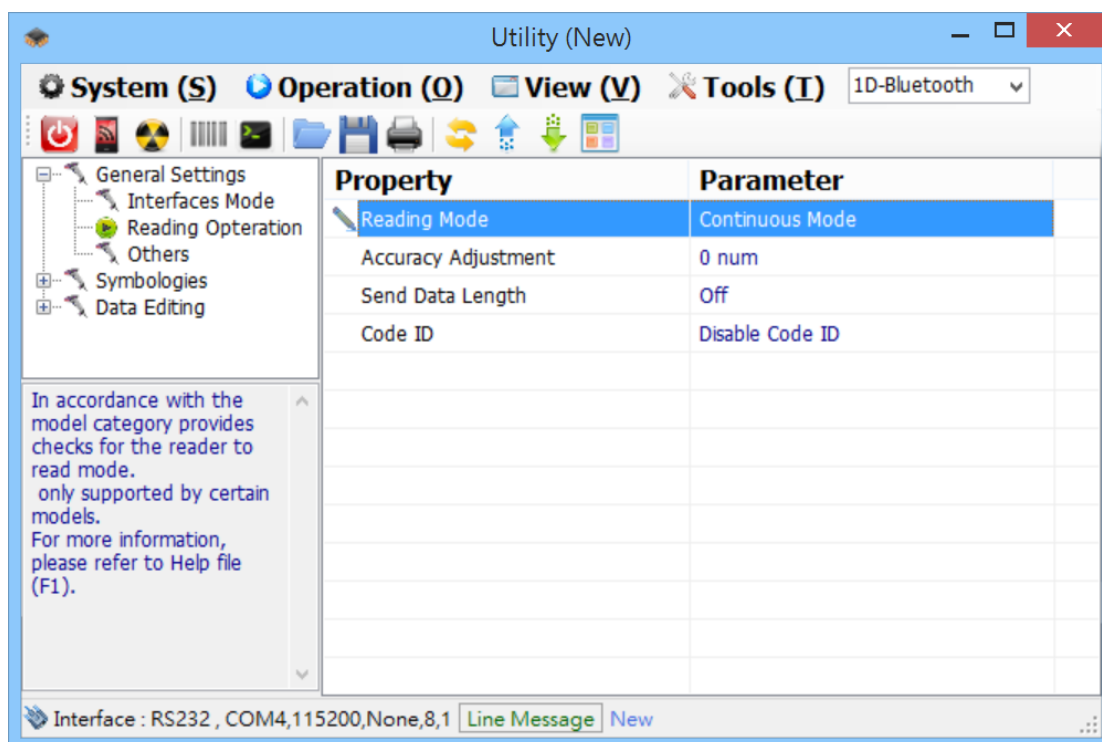 Utility (New)
System (S) Operation (O) View (V) Tools (T) 1D-Bluetooth
General Settings
Interfaces Mode
Reading Opteration
Others
Symbologies
Data Editing
Property Parameter
Reading Mode Continuous Mode
Accuracy Adjustment 0 num
Send Data Length Off
Code ID Disable Code ID
In accordance with the
model category provides
checks for the reader to
read mode.
only supported by certain
models.
For more information,
please refer to Help file
(F1).
Interface : RS232 , COM4,115200,None,8,1 Line Message New